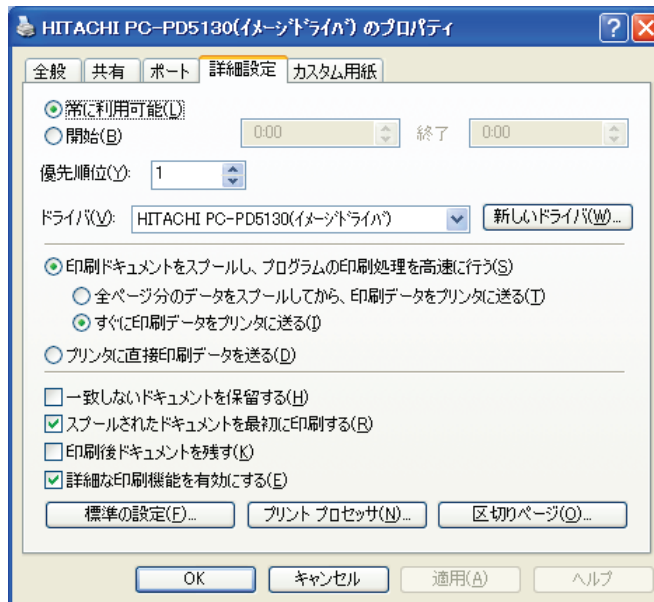 HITACHI PC-PD5130(ｲﾒｰｼﾞﾄﾞﾗｲﾊﾞ) のプロパティ
全般 共有 ポート 詳細設定 カスタム用紙
常に利用可能(L)
開始(B) 0:00 終了 0:00
優先順位(Y): 1
ドライバ(V): HITACHI PC-PD5130(ｲﾒｰｼﾞﾄﾞﾗｲﾊﾞ) 新しいドライバ(W)...
印刷ドキュメントをスプールし、プログラムの印刷処理を高速に行う(S)
全ページ分のデータをスプールしてから、印刷データをプリンタに送る(T)
すぐに印刷データをプリンタに送る(I)
プリンタに直接印刷データを送る(D)
一致しないドキュメントを保留する(H)
スプールされたドキュメントを最初に印刷する(R)
印刷後ドキュメントを残す(K)
詳細な印刷機能を有効にする(E)
標準の設定(F)... プリント プロセッサ(N)... 区切りページ(O)...
OK キャンセル 適用(A) ヘルプ